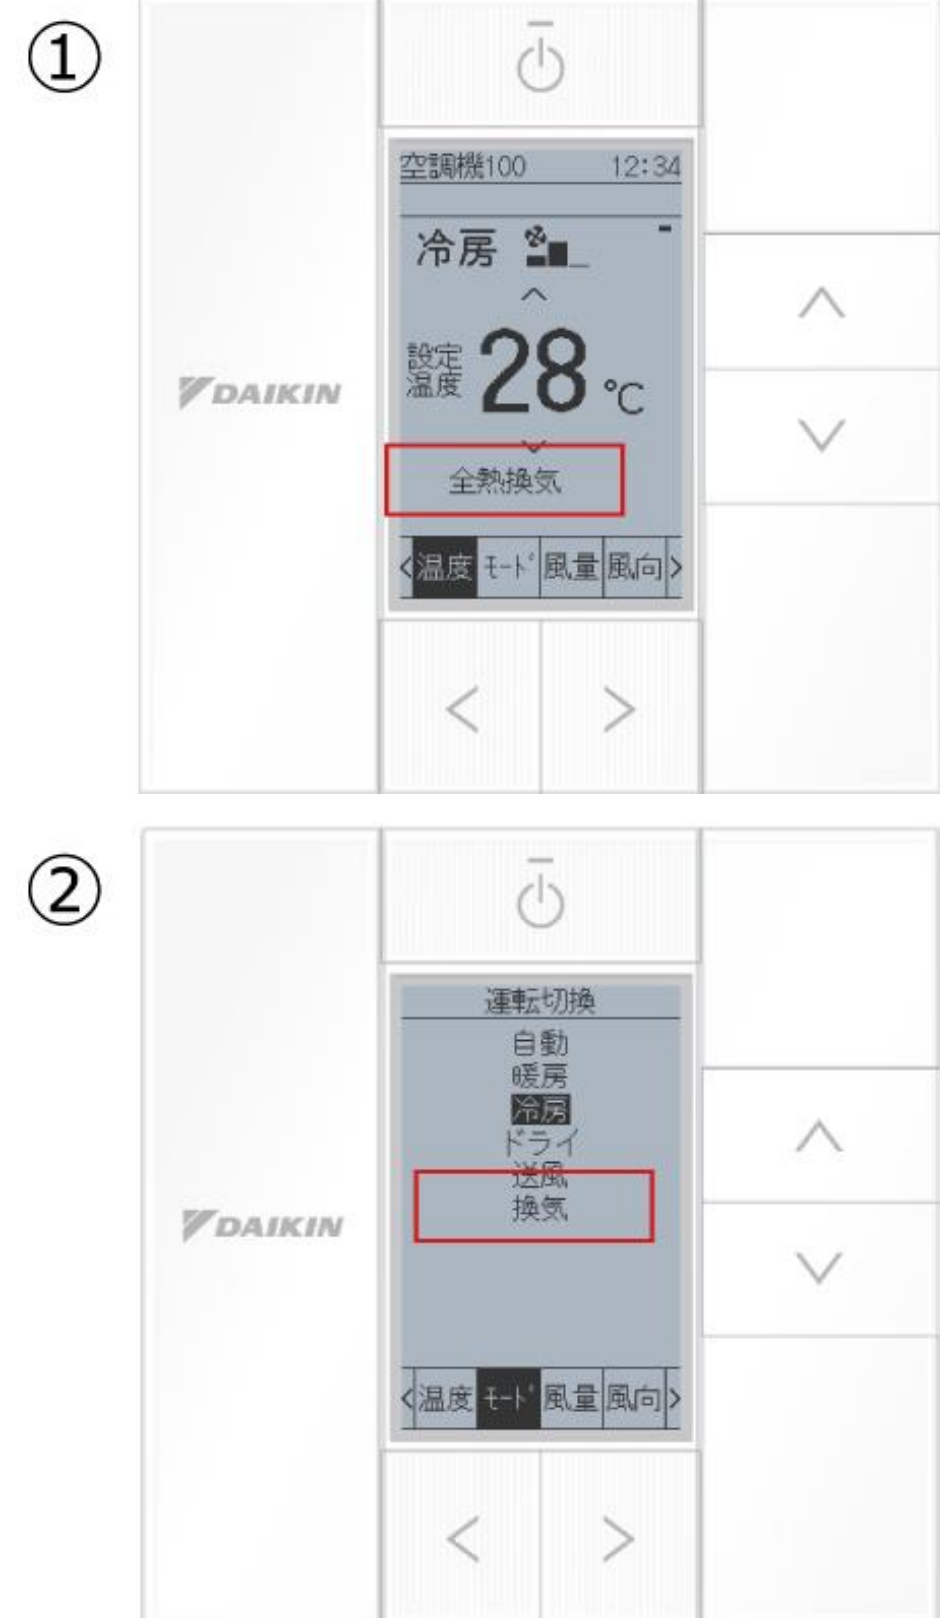 ①
空調機100 12:34
冷房
設定
温度
28 ℃
全熱換気
温度 ﾓｰﾄﾞ 風量 風向
DAIKIN
②
運転切換
自動
暖房
冷房
ドライ
送風
換気
温度 ﾓｰﾄﾞ 風量 風向
DAIKIN